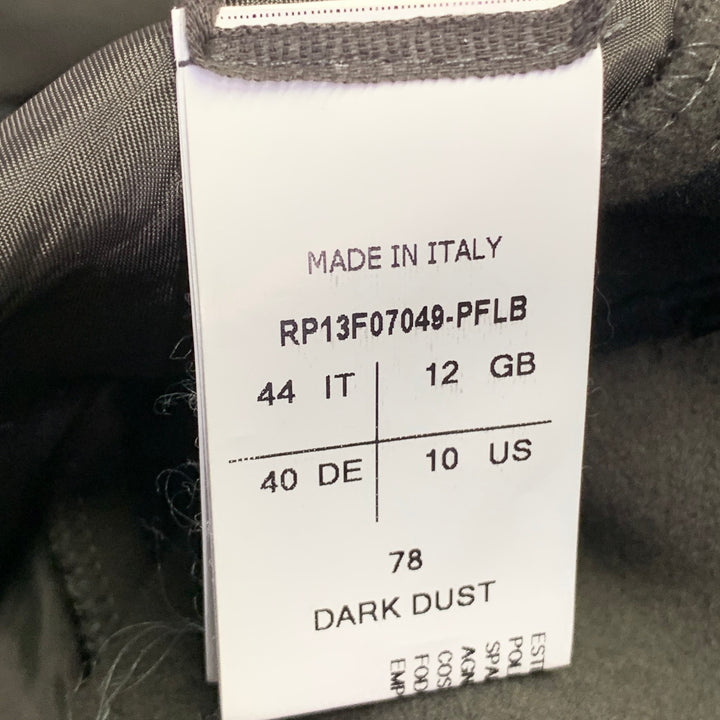 MADE IN ITALY
RP13F07049-PFLB
44 IT 12 GB
40 DE 10 US
78
DARK DUST
EST
POL
SPA
AGN
COS
FOD
EMP